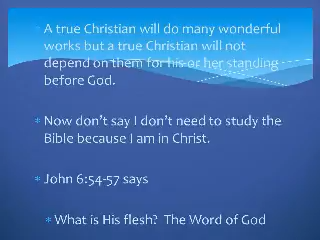 A true Christian will do many wonderful
works but a true Christian will not
depend on them for his or her standing
before God.
Now don't say I don't need to study the
Bible because I am in Christ.
John 6:54-57 says
What is His flesh? The Word of God